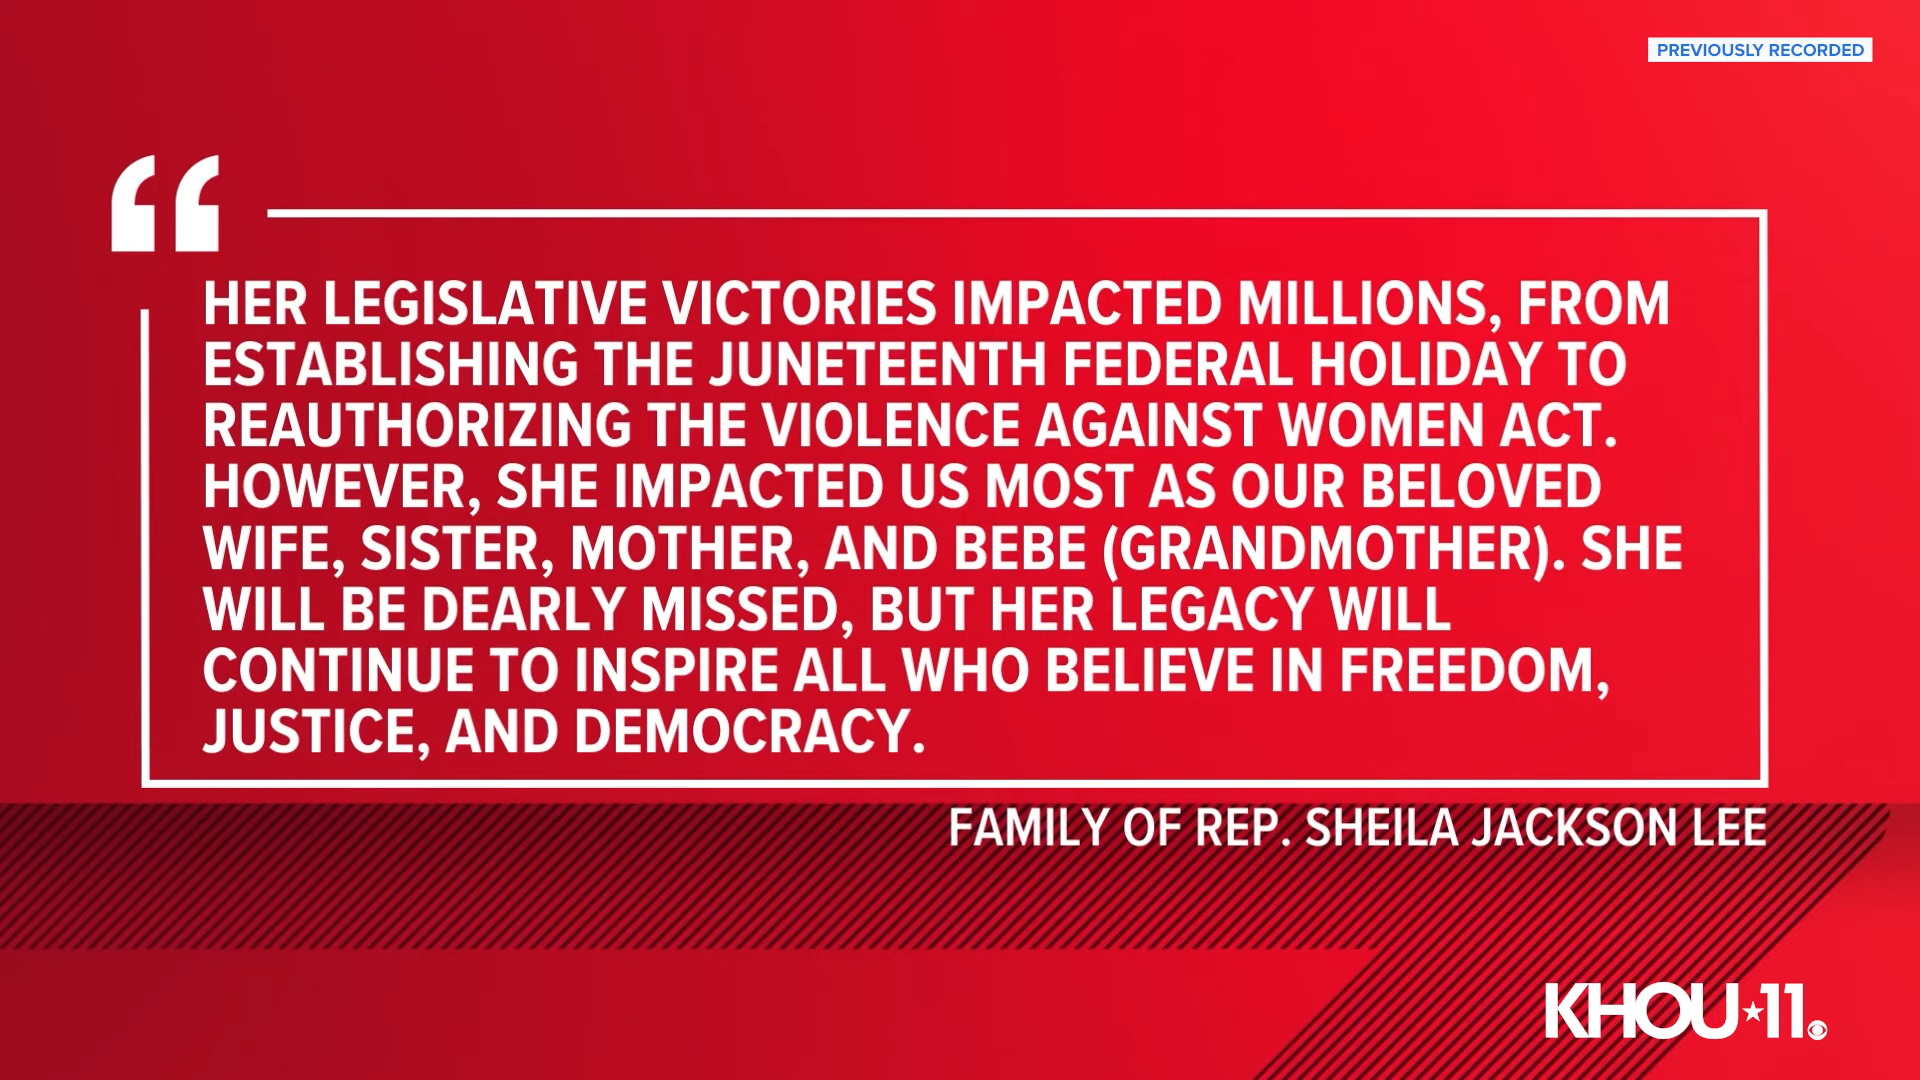 PREVIOUSLY RECORDED
“
HER LEGISLATIVE VICTORIES IMPACTED MILLIONS, FROM
ESTABLISHING THE JUNETEENTH FEDERAL HOLIDAY TO
REAUTHORIZING THE VIOLENCE AGAINST WOMEN ACT.
HOWEVER, SHE IMPACTED US MOST AS OUR BELOVED
WIFE, SISTER, MOTHER, AND BEBE (GRANDMOTHER). SHE
WILL BE DEARLY MISSED, BUT HER LEGACY WILL
CONTINUE TO INSPIRE ALL WHO BELIEVE IN FREEDOM,
JUSTICE, AND DEMOCRACY.
FAMILY OF REP. SHEILA JACKSON LEE
KHOU★11